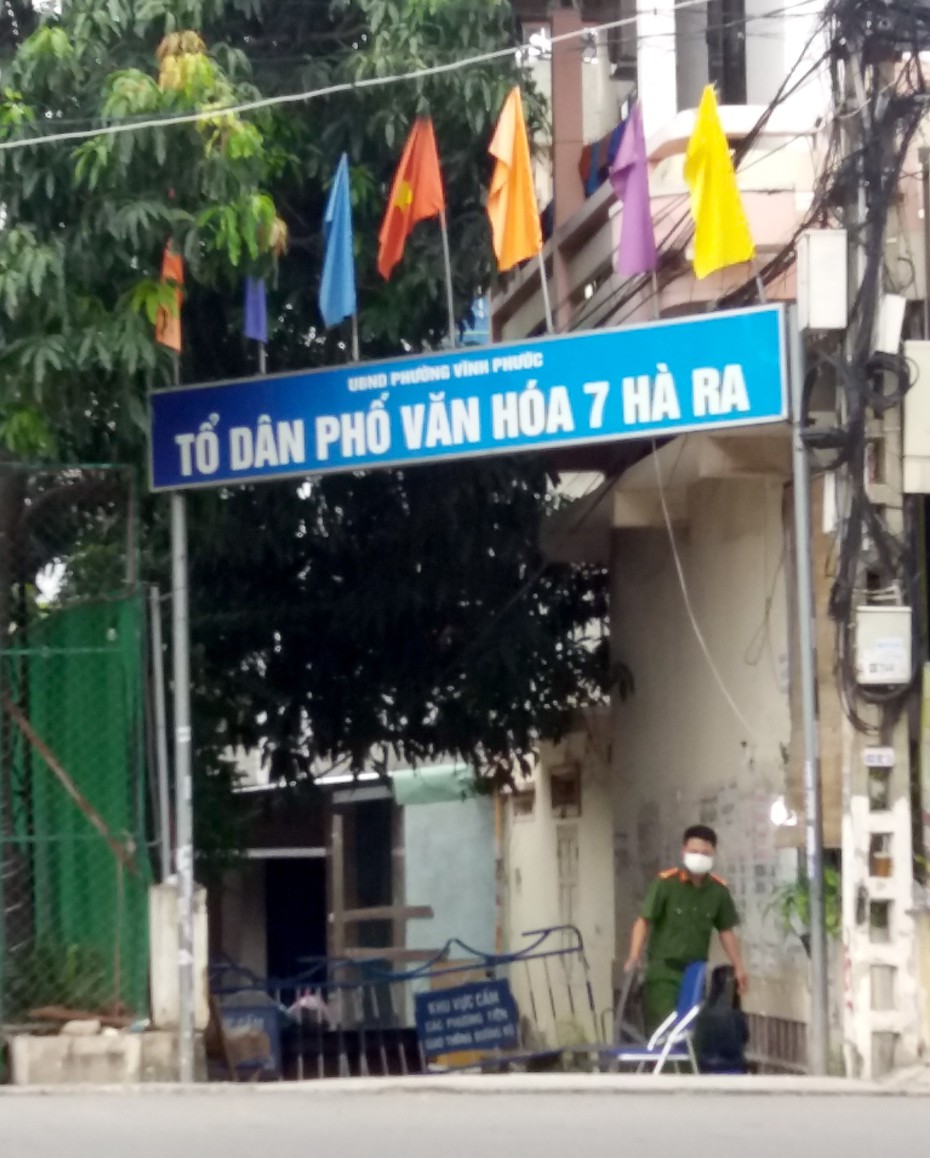 UBND PHƯỜNG VĨNH PHƯỚC
TỔ DÂN PHỐ VĂN HÓA 7 HÀ RA
KHU VỰC CẤM
CÁC PHƯƠNG TIỆN
GIAO THÔNG ĐƯỜNG BỘ